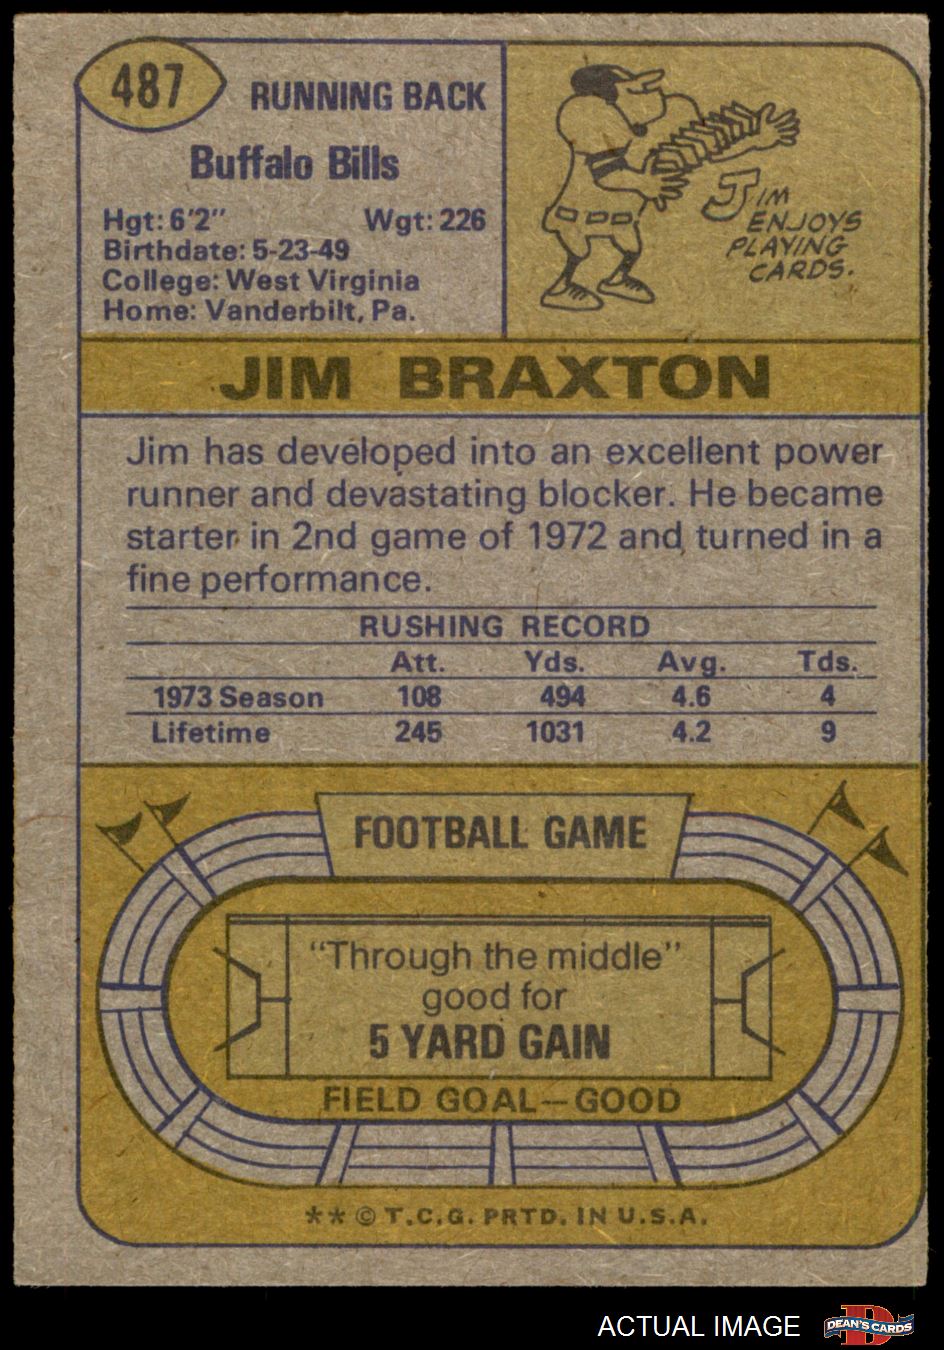 487
RUNNING BACK
Buffalo Bills
Hgt: 6'2" Wgt: 226
Birthdate: 5-23-49
College: West Virginia
Home: Vanderbilt, Pa.
JIM
ENJOYS
PLAYING
CARDS.
JIM BRAXTON
Jim has developed into an excellent power
runner and devastating blocker. He became
starter in 2nd game of 1972 and turned in a
fine performance.
RUSHING RECORD
Att. Yds. Avg. Tds.
1973 Season 108 494 4.6 4
Lifetime 245 1031 4.2 9
FOOTBALL GAME
"Through the middle"
good for
5 YARD GAIN
FIELD GOAL—GOOD
** © T.C.G. PRTD. IN U.S.A.
ACTUAL IMAGE
D
DEAN'S CARDS